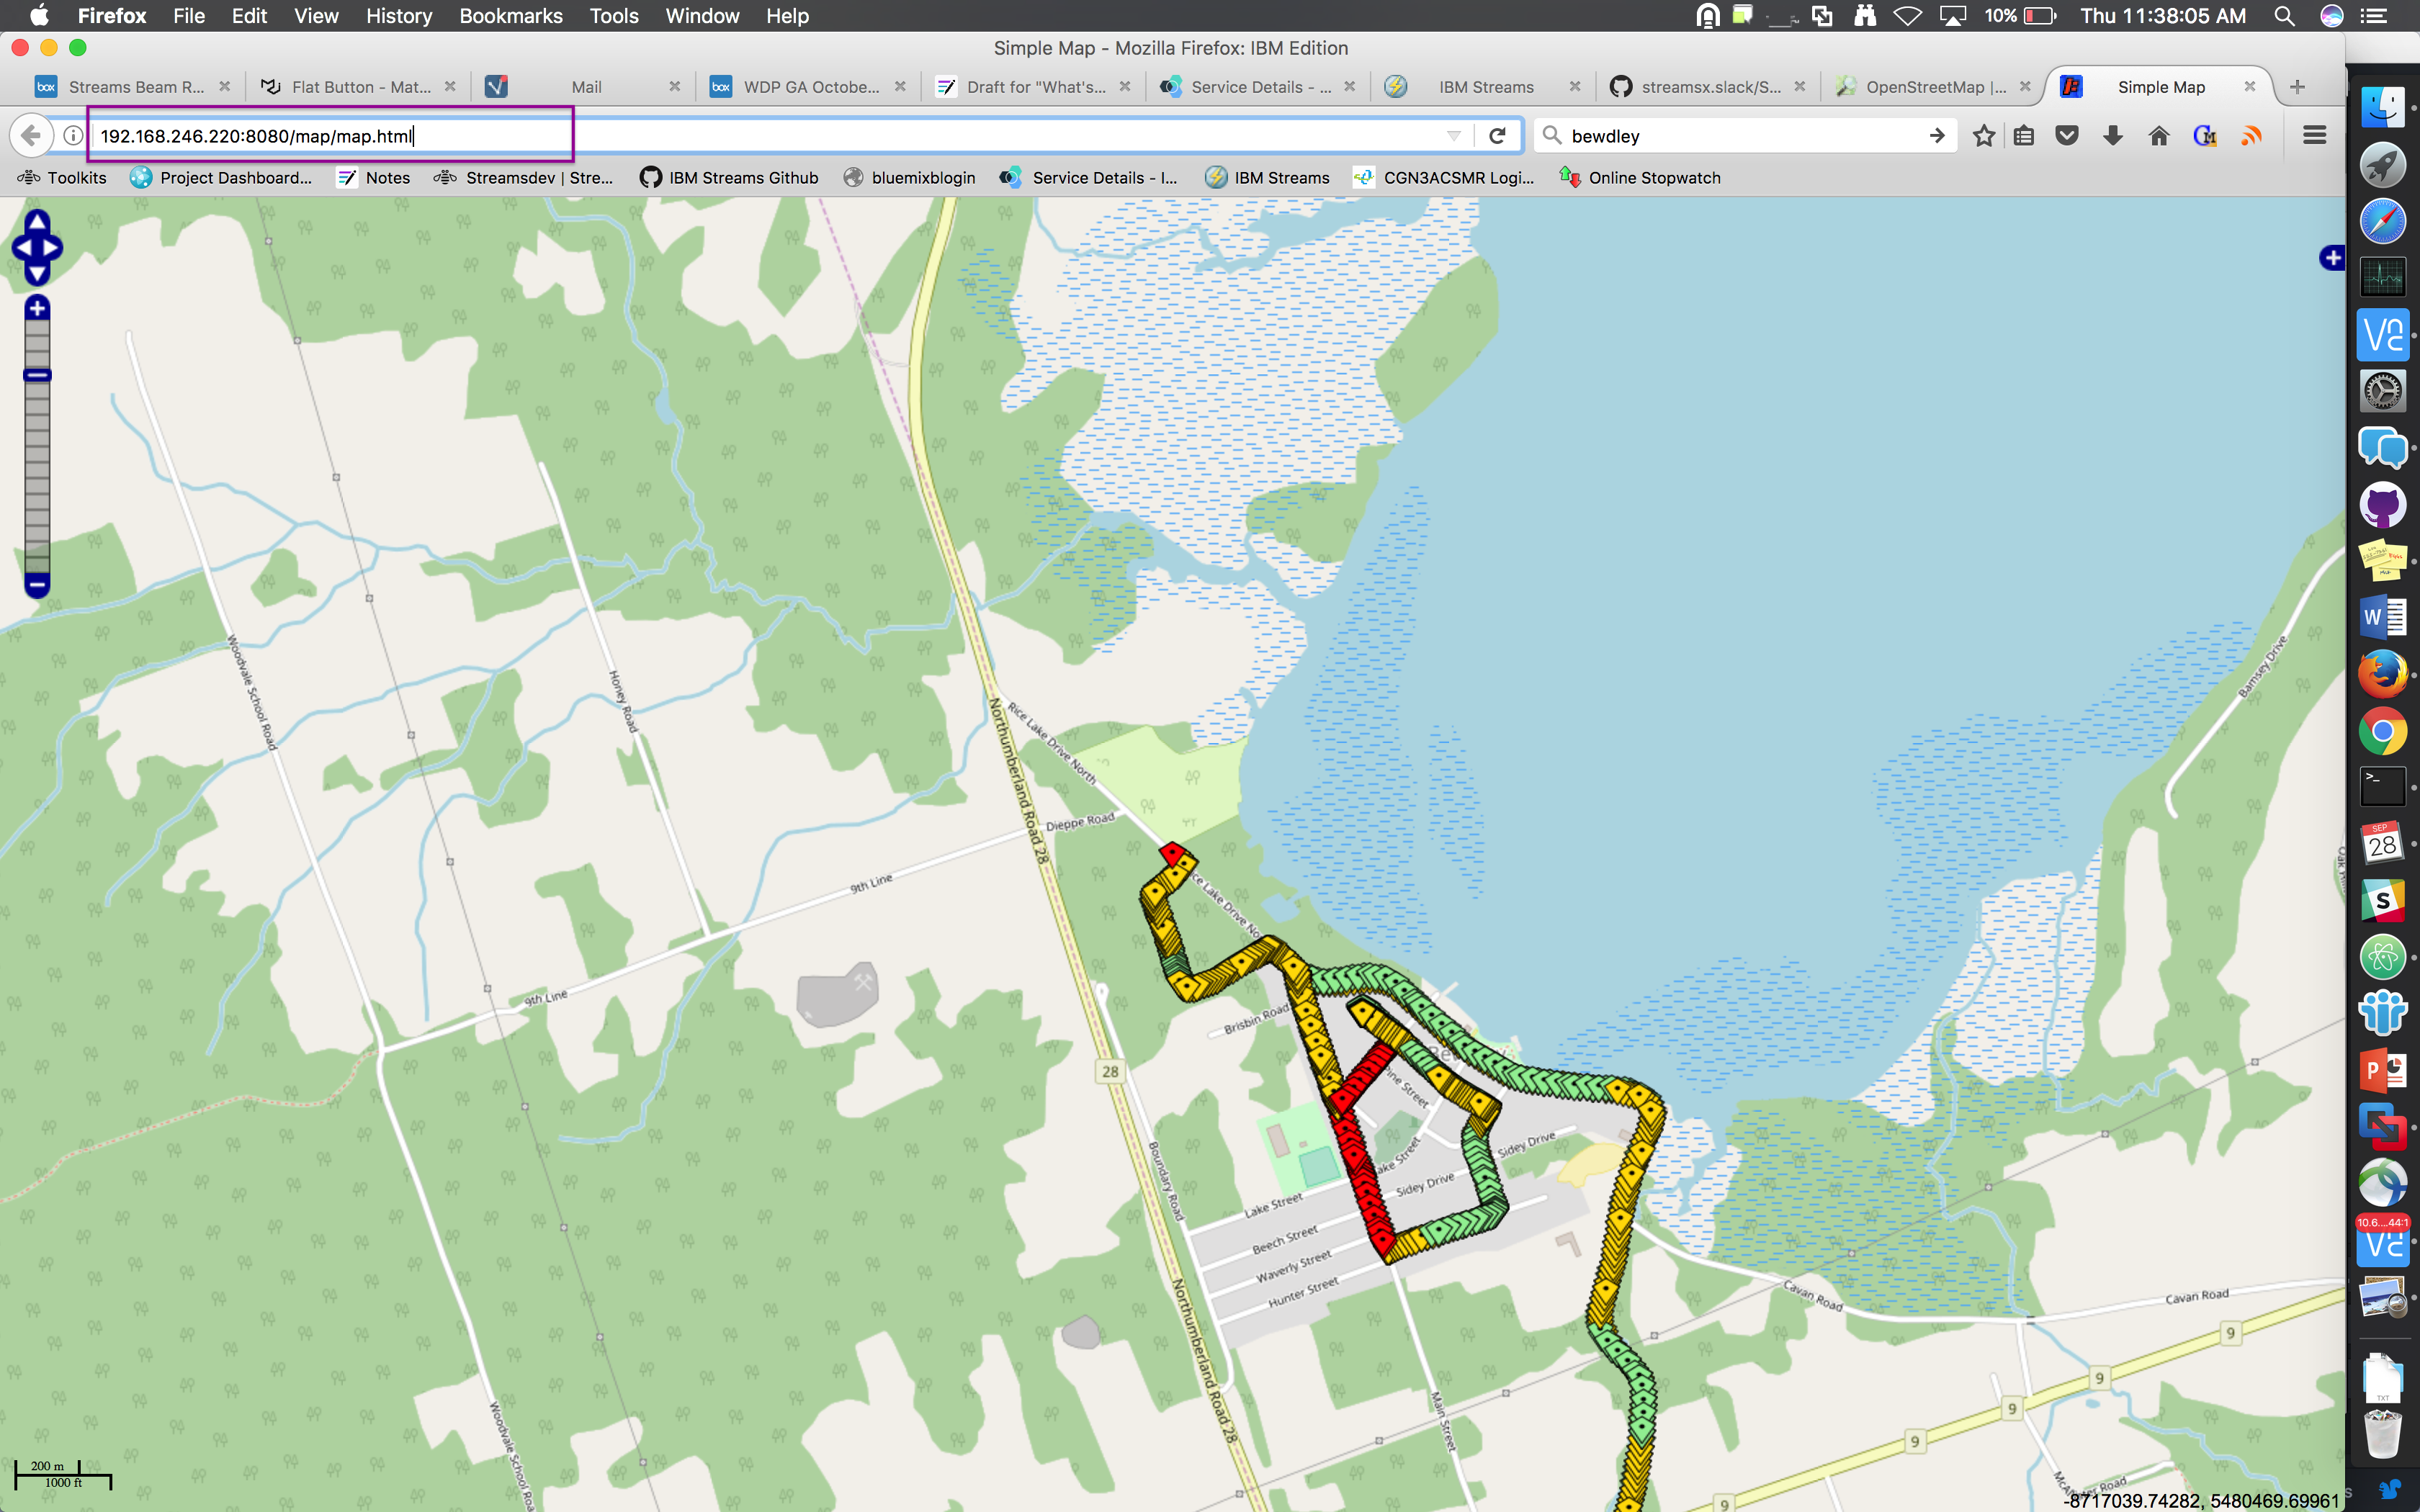 Firefox File Edit View History Bookmarks Tools Window Help
10% Thu 11:38:05 AM
Simple Map - Mozilla Firefox: IBM Edition
box Streams Beam R...
Flat Button - Mat...
Mail
box WDP GA Octobe...
Draft for "What's...
Service Details - ...
IBM Streams
streamsx.slack/S...
OpenStreetMap |...
Simple Map
192.168.246.220:8080/map/map.html
bewdley
Toolkits
Project Dashboard...
Notes
Streamsdev | Stre...
IBM Streams Github
bluemixblogin
Service Details - I...
IBM Streams
CGN3ACSMR Logi...
Online Stopwatch
Woodvale School Road
Honey Road
Northumberland Road 28
Rice Lake Drive North
Dieppe Road
9th Line
9th Line
Bamsey Drive
Brisbin Road
28
Pine Street
Boundary Road
Lake Street
Sidey Drive
Sidey Drive
Lake Street
Beech Street
Waverly Street
Hunter Street
Northumberland Road 28
Main Street
Cavan Road
Cavan Road
9
9
9
9
9
Woodvale School Roa
200 m
1000 ft
-8717039.74282, 5480469.69961
SEP
28
10.6....44:1
TXT